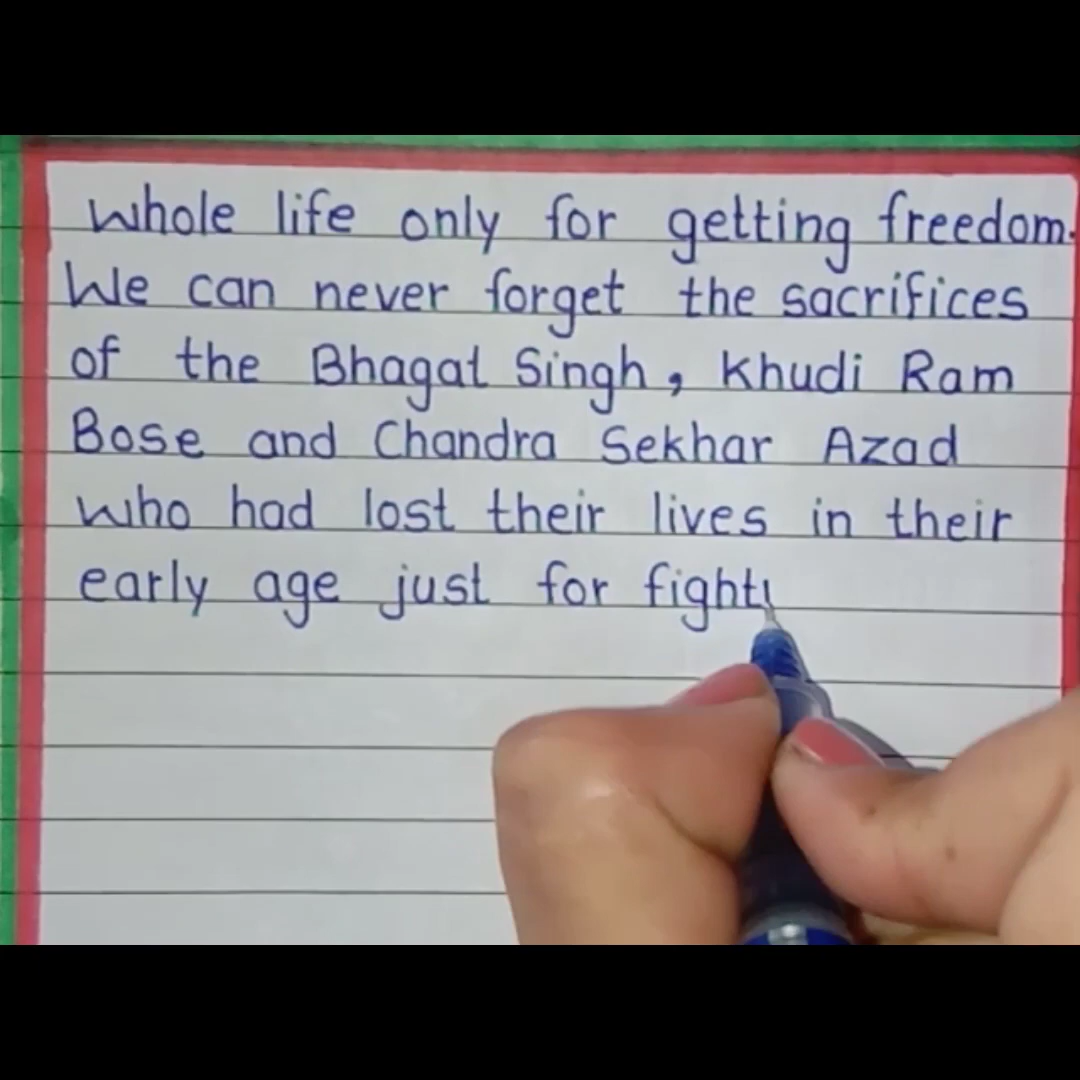 whole life only for getting freedom.
We can never forget the sacrifices
of the Bhagat Singh, Khudi Ram
Bose and Chandra Sekhar Azad
who had lost their lives in their
early age just for fighti